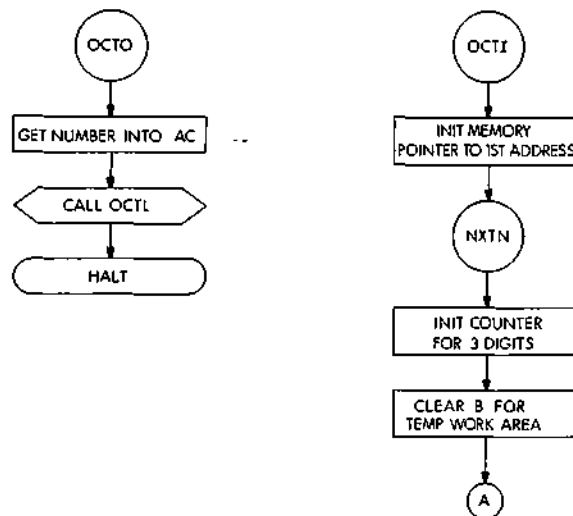 OCTO
GET NUMBER INTO AC
CALL OCTL
HALT
OCTI
INIT MEMORY
POINTER TO 1ST ADDRESS
NXTN
INIT COUNTER
FOR 3 DIGITS
CLEAR B FOR
TEMP WORK AREA
A